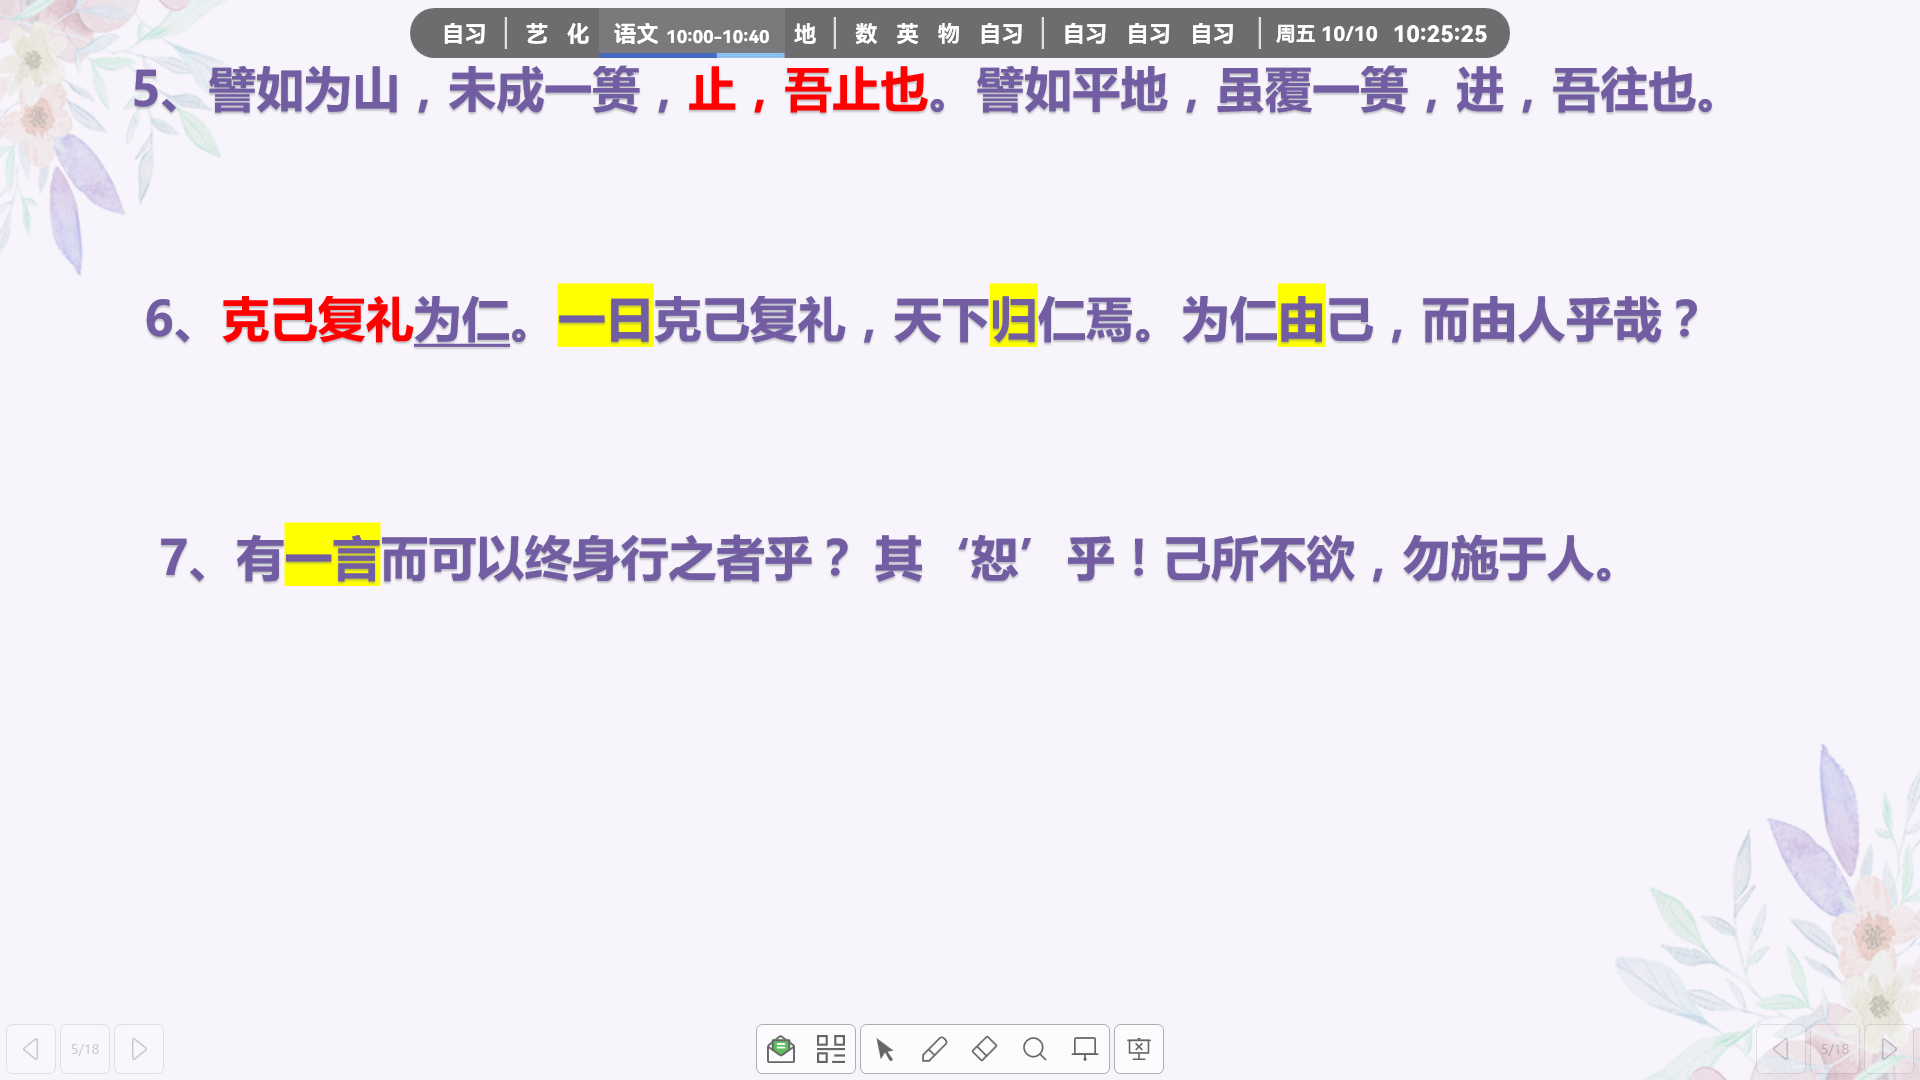 自习 | 艺 化 语文 10:00-10:40 地 | 数 英 物 自习 | 自习 自习 自习 | 周五 10/10 10:25:25
5、譬如为山，未成一篑，止，吾止也。譬如平地，虽覆一篑，进，吾往也。
6、克己复礼为仁。一日克己复礼，天下归仁焉。为仁由己，而由人乎哉？
7、有一言而可以终身行之者乎？ 其‘恕’乎！己所不欲，勿施于人。
5/18 5/18